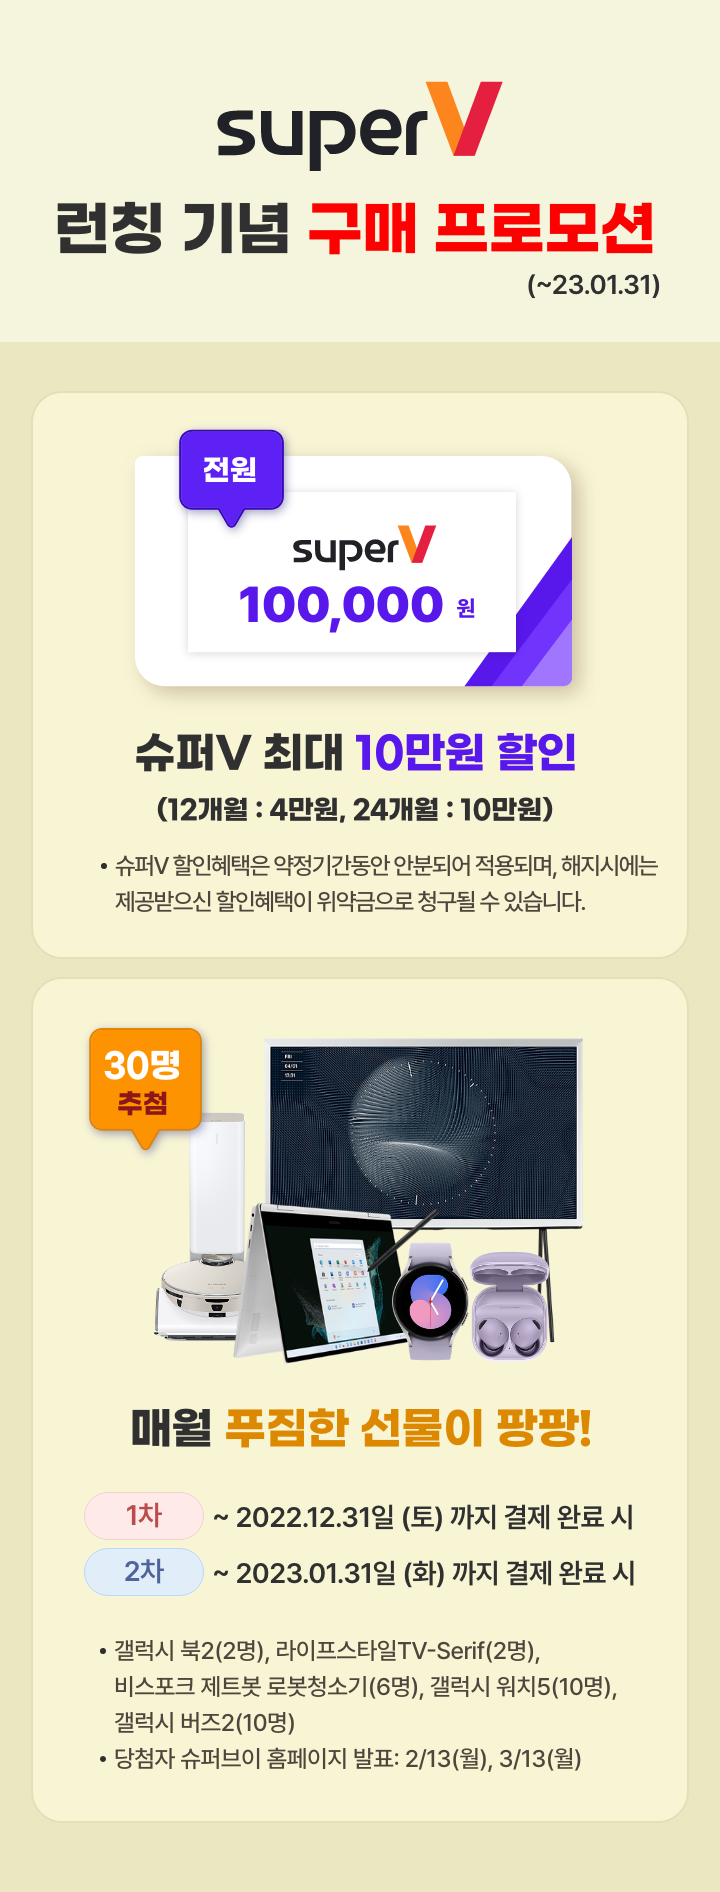 superV
런칭 기념 구매 프로모션
(~23.01.31)
전원
superV
100,000 원
슈퍼V 최대 10만원 할인
(12개월 : 4만원, 24개월 : 10만원)
• 슈퍼V 할인혜택은 약정기간동안 안분되어 적용되며, 해지시에는
제공받으신 할인혜택이 위약금으로 청구될 수 있습니다.
30명
추첨
FRI
04/01
매월 푸짐한 선물이 팡팡!
1차 ~ 2022.12.31일 (토) 까지 결제 완료 시
2차 ~ 2023.01.31일 (화) 까지 결제 완료 시
• 갤럭시 북2(2명), 라이프스타일TV-Serif(2명),
비스포크 제트봇 로봇청소기(6명), 갤럭시 워치5(10명),
갤럭시 버즈2(10명)
• 당첨자 슈퍼브이 홈페이지 발표: 2/13(월), 3/13(월)